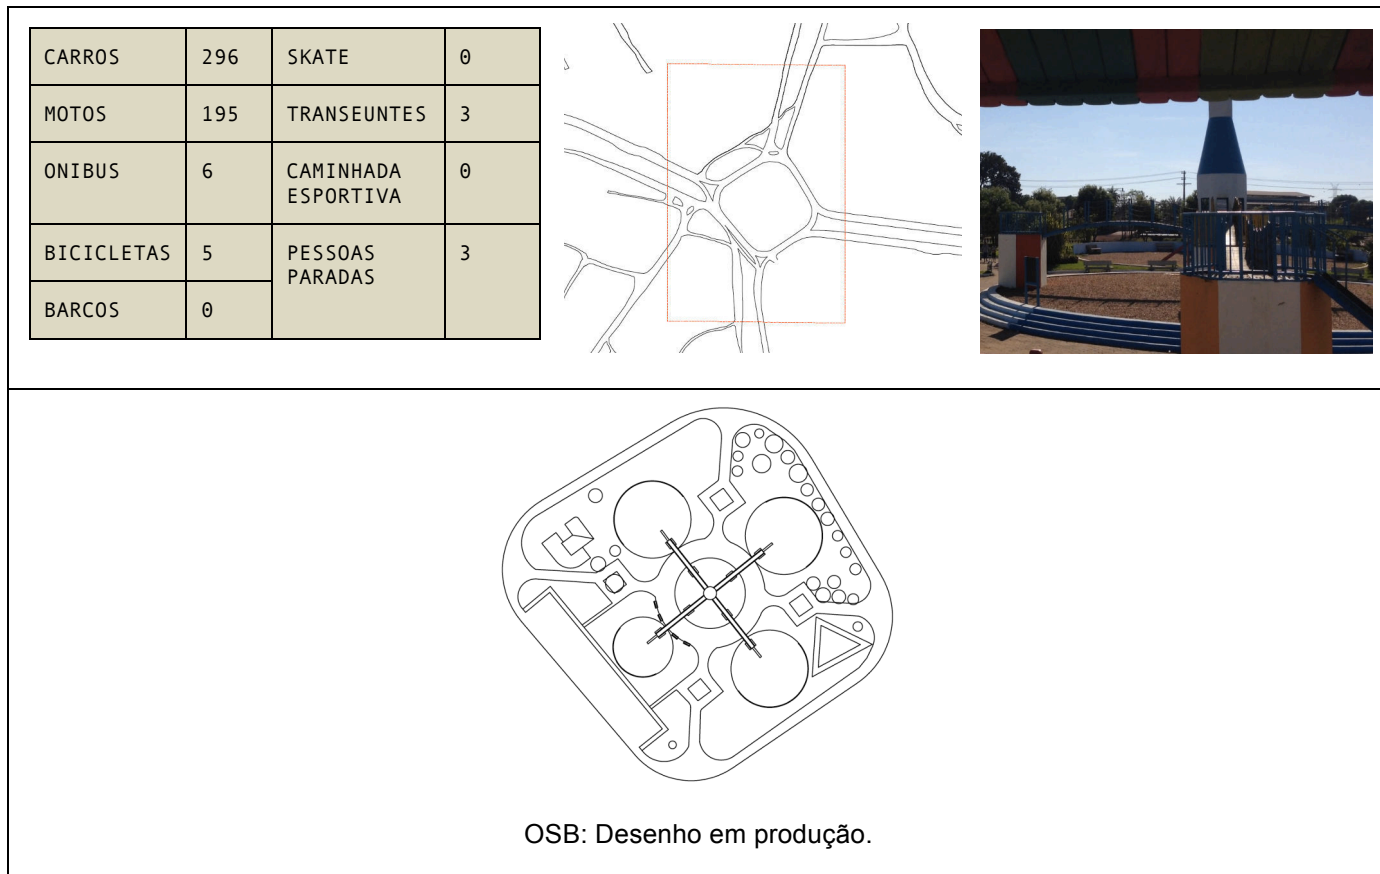 CARROS 296 SKATE 0
MOTOS 195 TRANSEUNTES 3
ONIBUS 6 CAMINHADA ESPORTIVA 0
BICICLETAS 5 PESSOAS PARADAS 3
BARCOS 0
OSB: Desenho em produção.